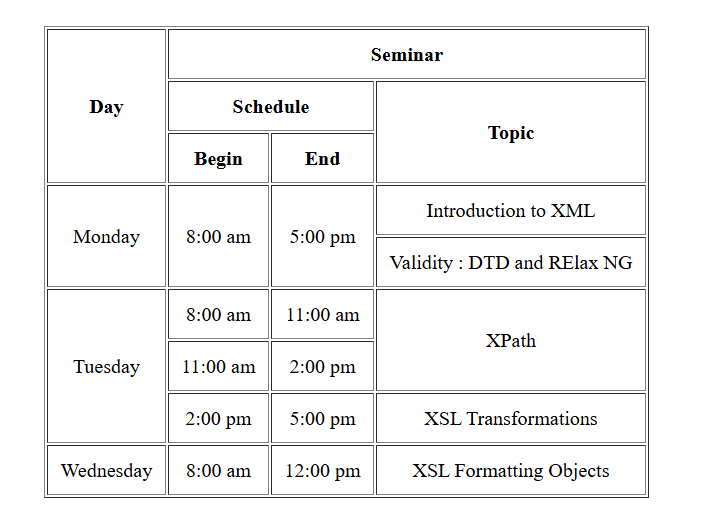 Seminar
Day
Schedule
Topic
Begin End
Monday 8:00 am 5:00 pm Introduction to XML
Validity : DTD and RElax NG
Tuesday 8:00 am 11:00 am XPath
11:00 am 2:00 pm
2:00 pm 5:00 pm XSL Transformations
Wednesday 8:00 am 12:00 pm XSL Formatting Objects